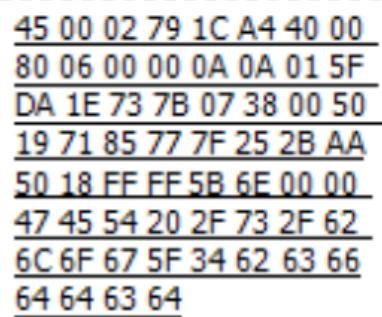 45 00 02 79 1C A4 40 00
80 06 00 00 0A 0A 01 5F
DA 1E 73 7B 07 38 00 50
19 71 85 77 7F 25 2B AA
50 18 FF FF 5B 6E 00 00
47 45 54 20 2F 73 2F 62
6C 6F 67 5F 34 62 63 66
64 64 63 64